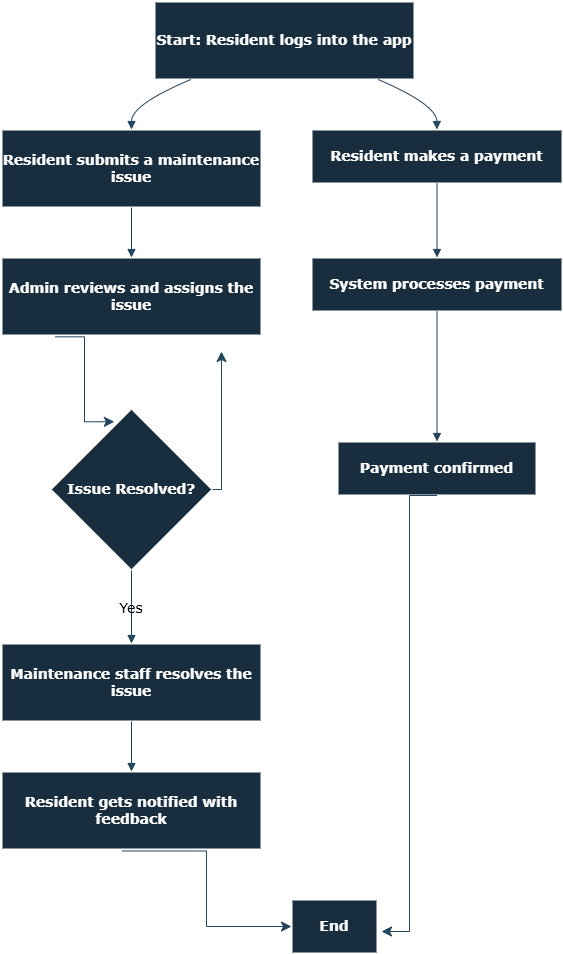 Start: Resident logs into the app
Resident submits a maintenance
issue
Resident makes a payment
Admin reviews and assigns the
issue
System processes payment
Issue Resolved?
Payment confirmed
Yes
Maintenance staff resolves the
issue
Resident gets notified with
feedback
End